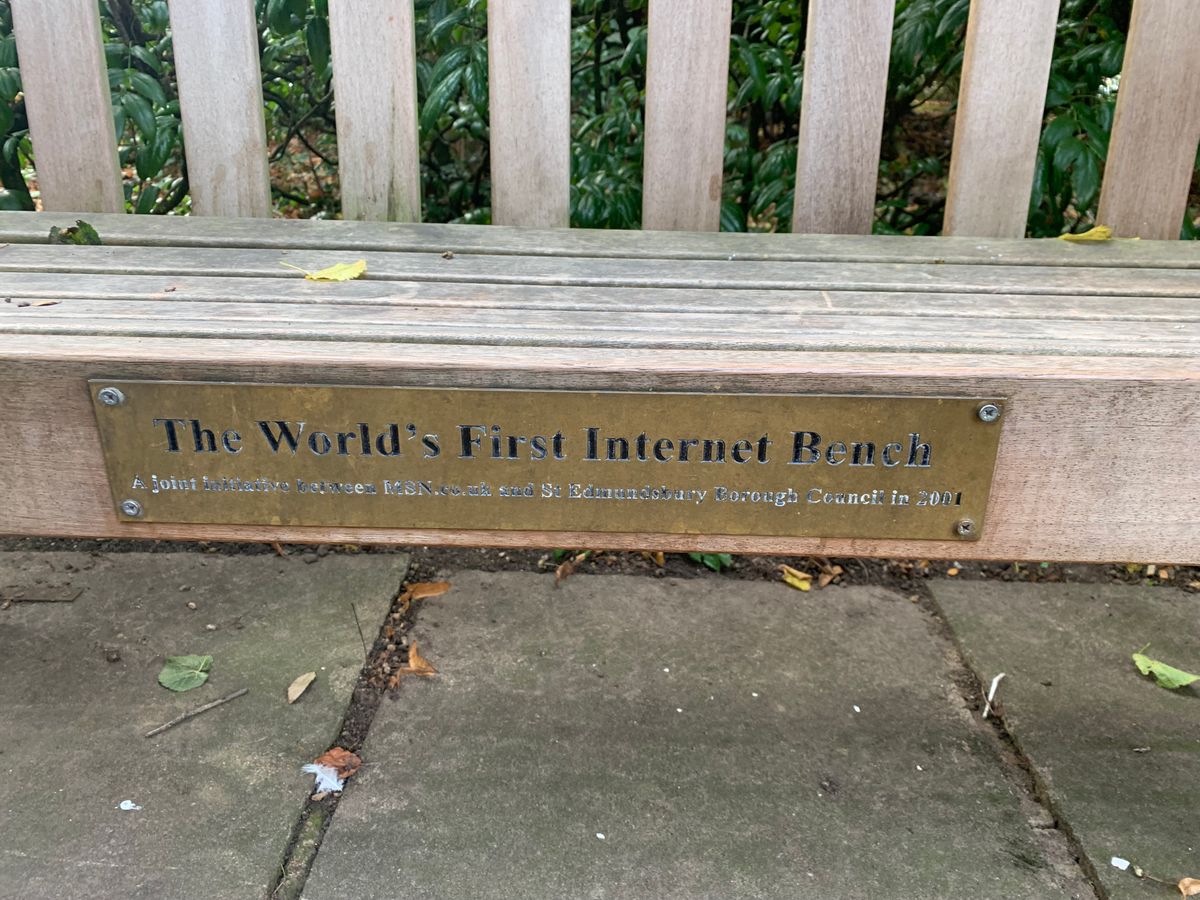 The World's First Internet Bench
A joint initiative between MSN.co.uk and St Edmundsbury Borough Council in 2001